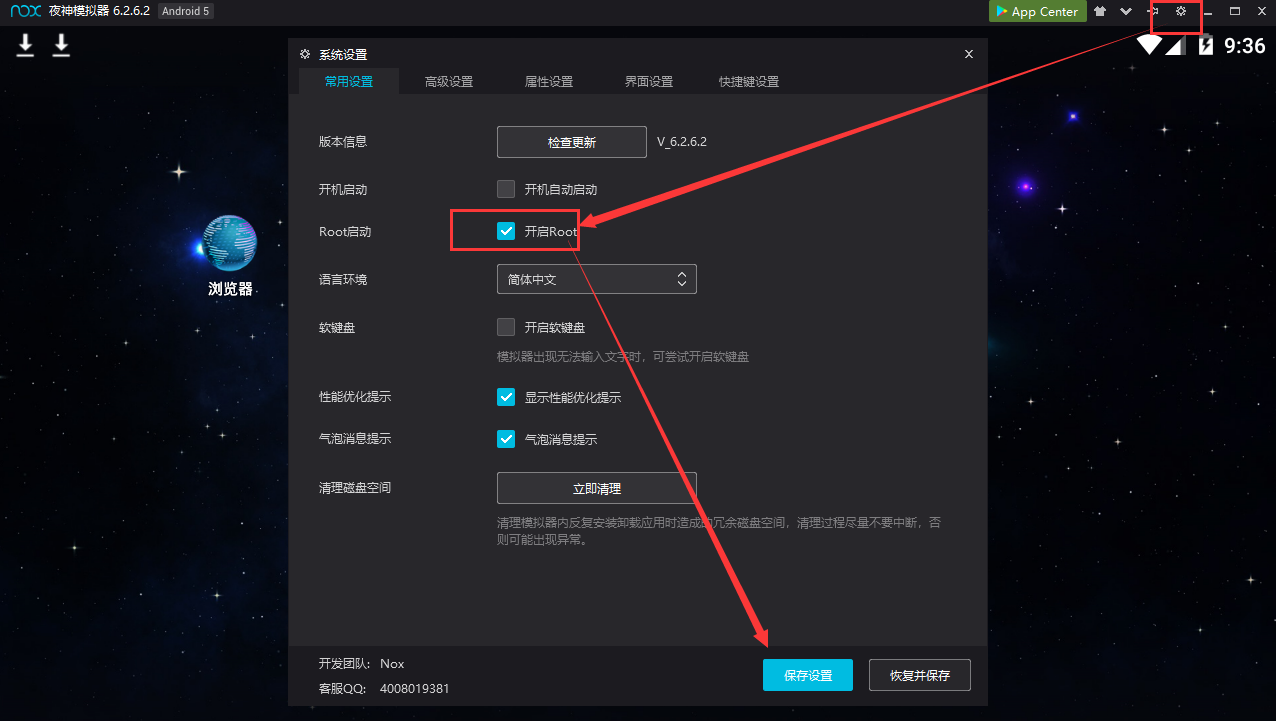 nox 夜神模拟器 6.2.6.2 Android 5
App Center
9:36
系统设置
常用设置 高级设置 属性设置 界面设置 快捷键设置
版本信息 检查更新 V_6.2.6.2
开机启动 开机自动启动
Root启动 开启Root
语言环境 简体中文
软键盘 开启软键盘
模拟器出现无法输入文字时，可尝试开启软键盘
性能优化提示 显示性能优化提示
气泡消息提示 气泡消息提示
清理磁盘空间 立即清理
清理模拟器内反复安装卸载应用时造成的冗余磁盘空间，清理过程尽量不要中断，否
则可能出现异常。
开发团队: Nox
客服QQ: 4008019381
保存设置 恢复并保存
浏览器